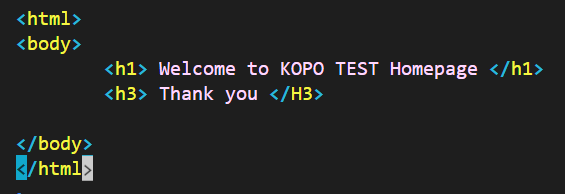 <html>
<body>
<h1> Welcome to KOPO TEST Homepage </h1>
<h3> Thank you </H3>
</body>
</html>